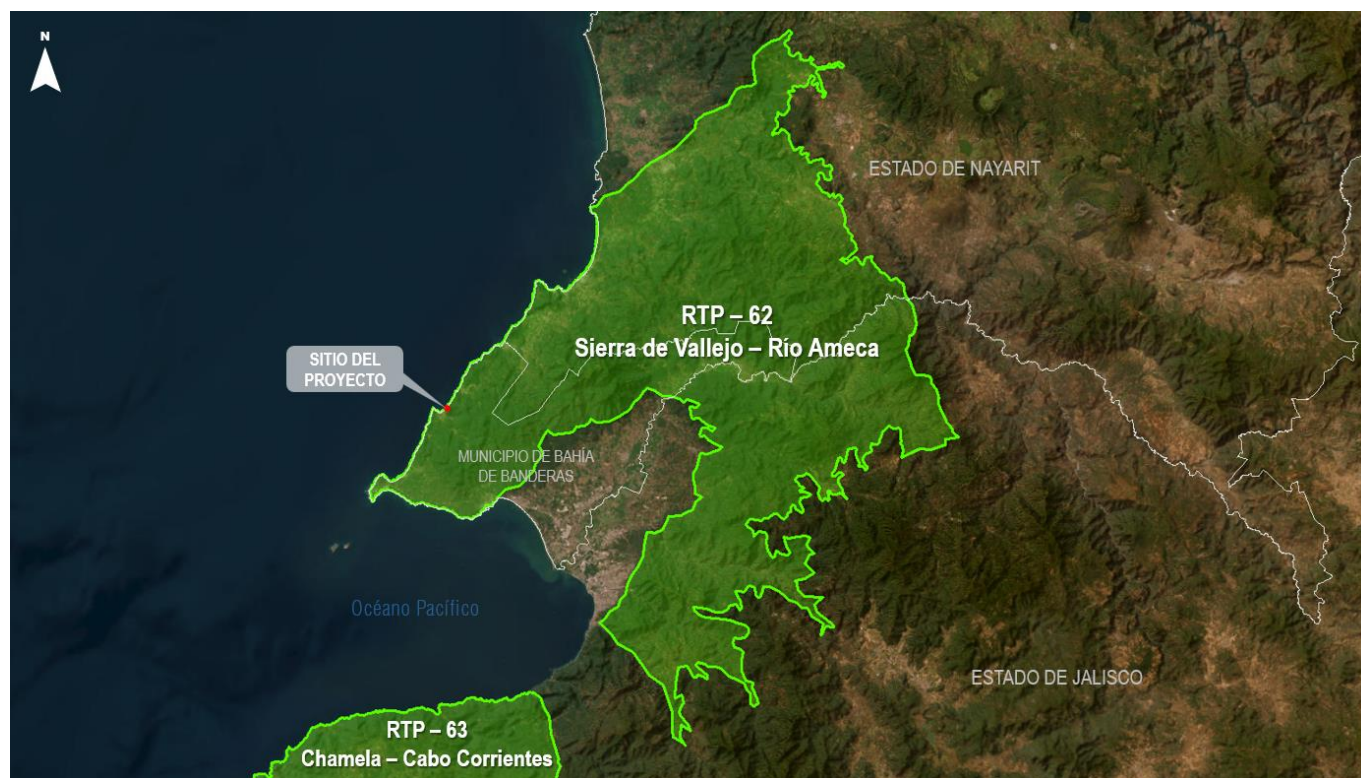 N
ESTADO DE NAYARIT
RTP – 62
Sierra de Vallejo – Río Ameca
SITIO DEL
PROYECTO
MUNICIPIO DE BAHÍA
DE BANDERAS
Océano Pacífico
ESTADO DE JALISCO
RTP – 63
Chamela – Cabo Corrientes